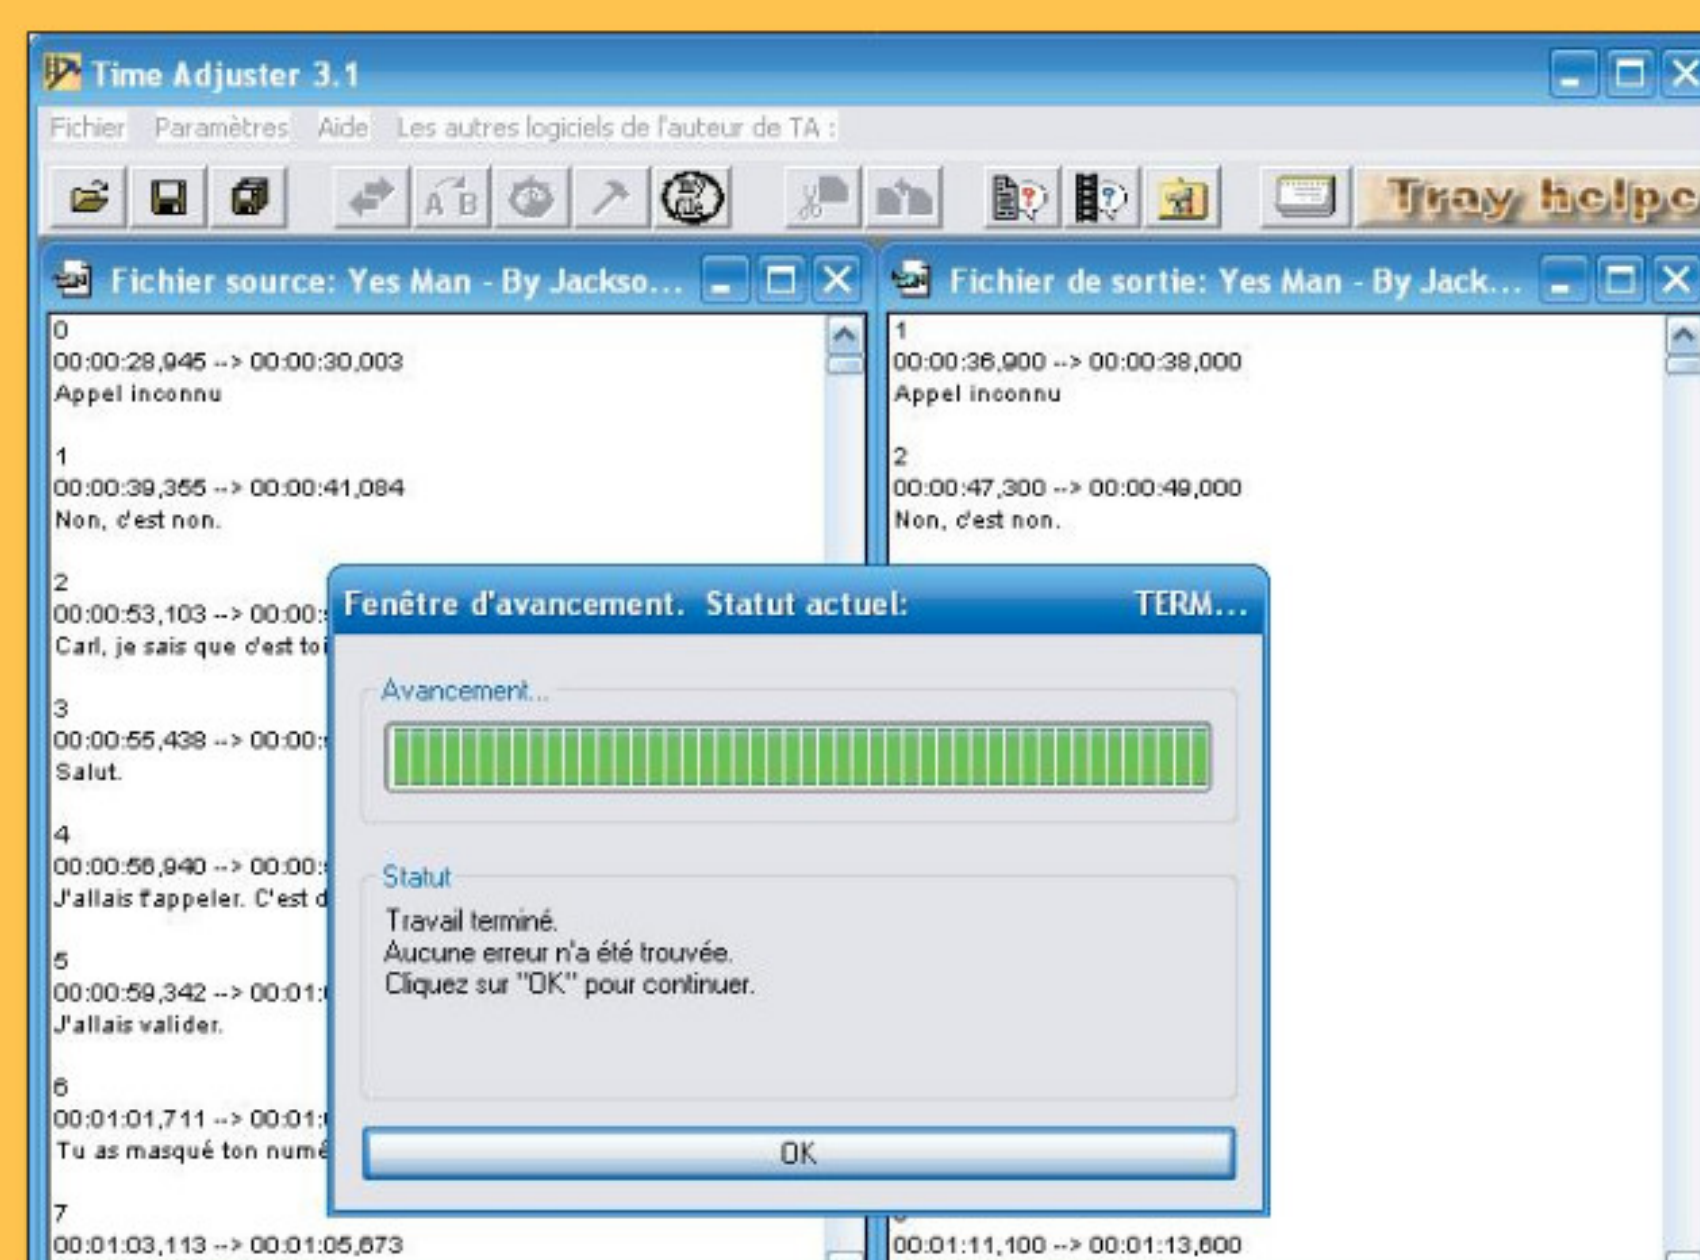 Time Adjuster 3.1
Fichier Paramètres Aide Les autres logiciels de l'auteur de TA :
A B
Tray
Fichier source: Yes Man - By Jackso...
0
00:00:28,945 --> 00:00:30,003
Appel inconnu
1
00:00:39,355 --> 00:00:41,084
Non, c'est non.
2
00:00:53,103 --> 00:00:
Carl, je sais que c'est toi
3
00:00:55,438 --> 00:00:
Salut.
4
00:00:56,940 --> 00:00:
J'allais t'appeler. C'est d
5
00:00:59,342 --> 00:01:
J'allais valider.
6
00:01:01,711 --> 00:01:
Tu as masqué ton numé
7
00:01:03,113 --> 00:01:05,673
Fichier de sortie: Yes Man - By Jack...
1
00:00:36,900 --> 00:00:38,000
Appel inconnu
2
00:00:47,300 --> 00:00:49,000
Non, c'est non.
00:01:11,100 --> 00:01:13,600
Fenêtre d'avancement. Statut actuel: TERM...
Avancement...
Statut
Travail terminé.
Aucune erreur n'a été trouvée.
Cliquez sur "OK" pour continuer.
OK